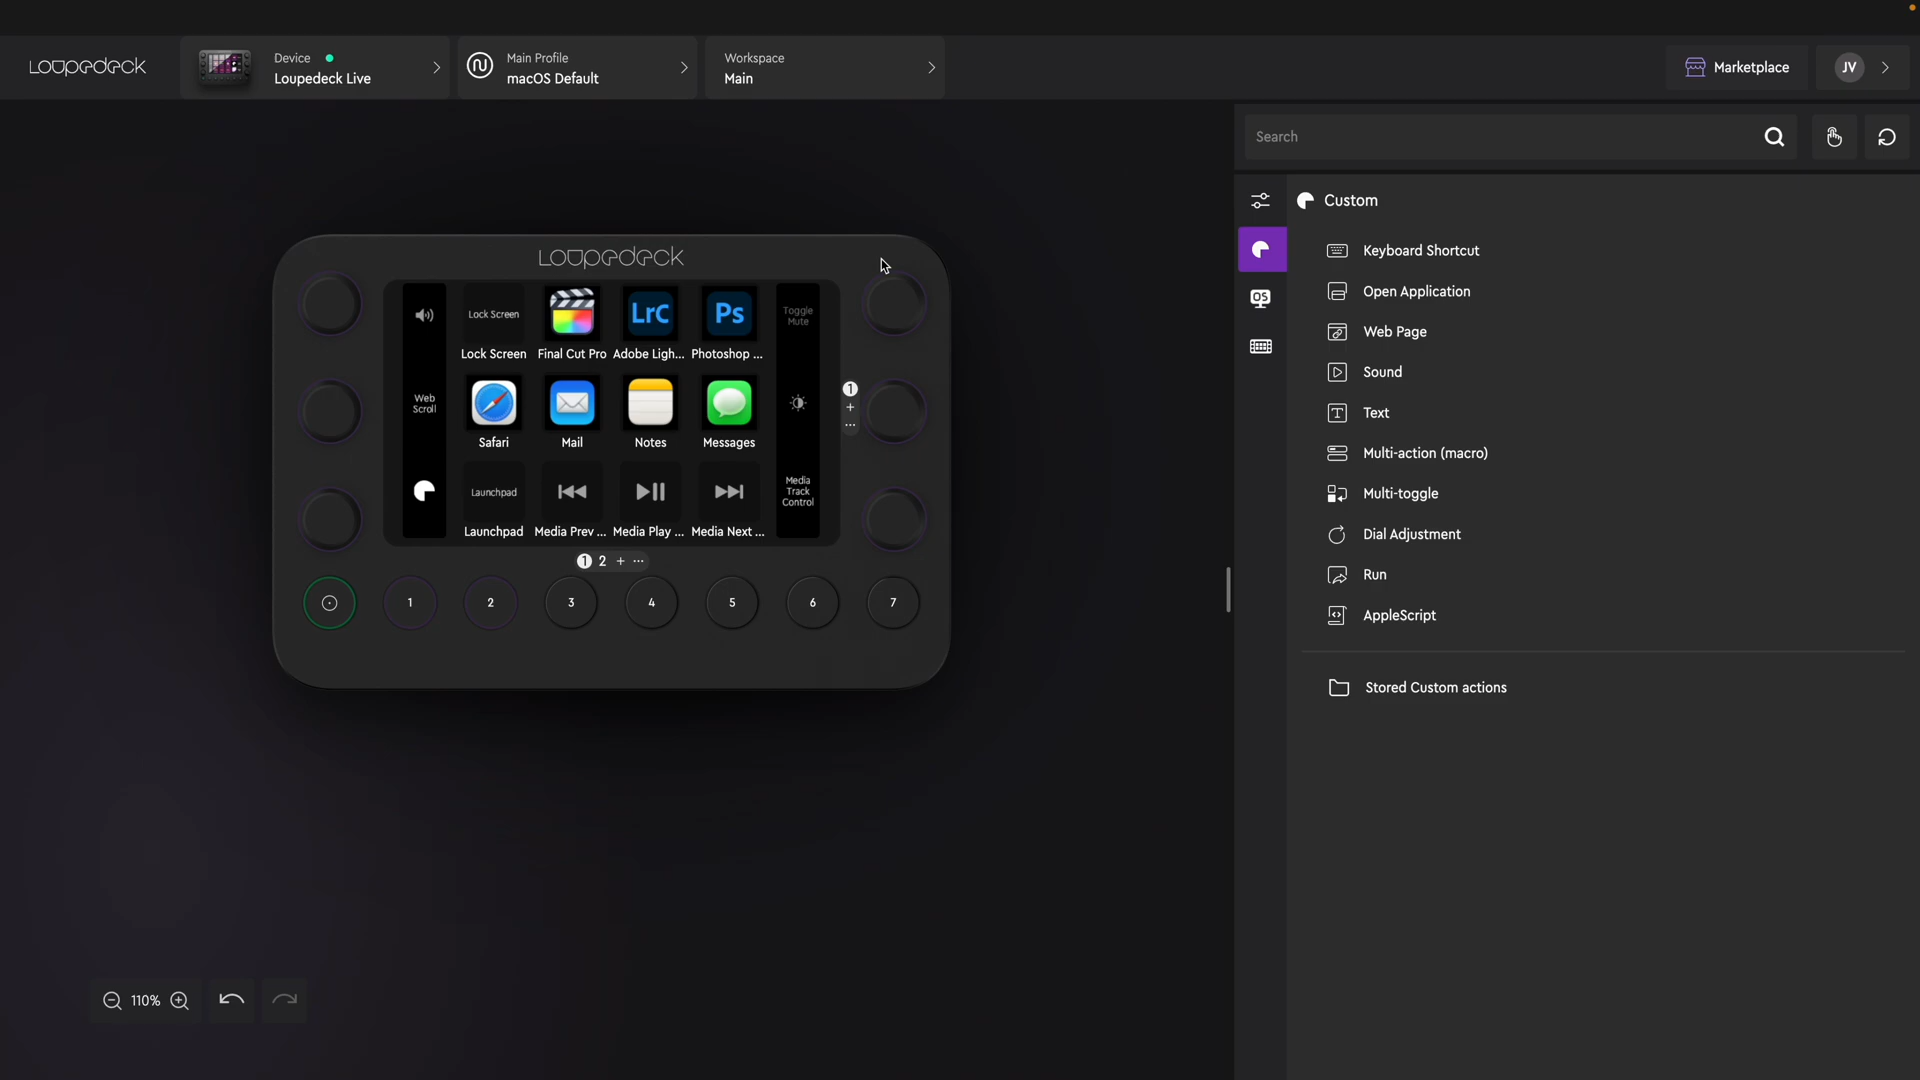 Loupedeck
Device
Loupedeck Live
Main Profile
macOS Default
Workspace
Main
Marketplace
JV
Search
Custom
Keyboard Shortcut
Open Application
Web Page
Sound
Text
Multi-action (macro)
Multi-toggle
Dial Adjustment
Run
AppleScript
Stored Custom actions
OS
Loupedeck
Lock Screen
LrC
Ps
Toggle
Mute
Lock Screen
Final Cut Pro
Adobe Ligh...
Photoshop ...
Web
Scroll
Safari
Mail
Notes
Messages
1
+
...
Launchpad
Media
Track
Control
Launchpad
Media Prev ...
Media Play ...
Media Next ...
1 2 + ...
1 2 3 4 5 6 7
110%